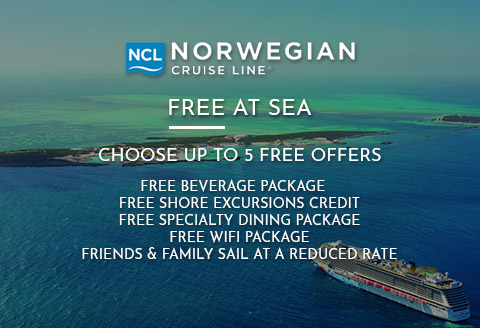 NCL NORWEGIAN
CRUISE LINE
FREE AT SEA
CHOOSE UP TO 5 FREE OFFERS
FREE BEVERAGE PACKAGE
FREE SHORE EXCURSIONS CREDIT
FREE SPECIALTY DINING PACKAGE
FREE WIFI PACKAGE
FRIENDS & FAMILY SAIL AT A REDUCED RATE